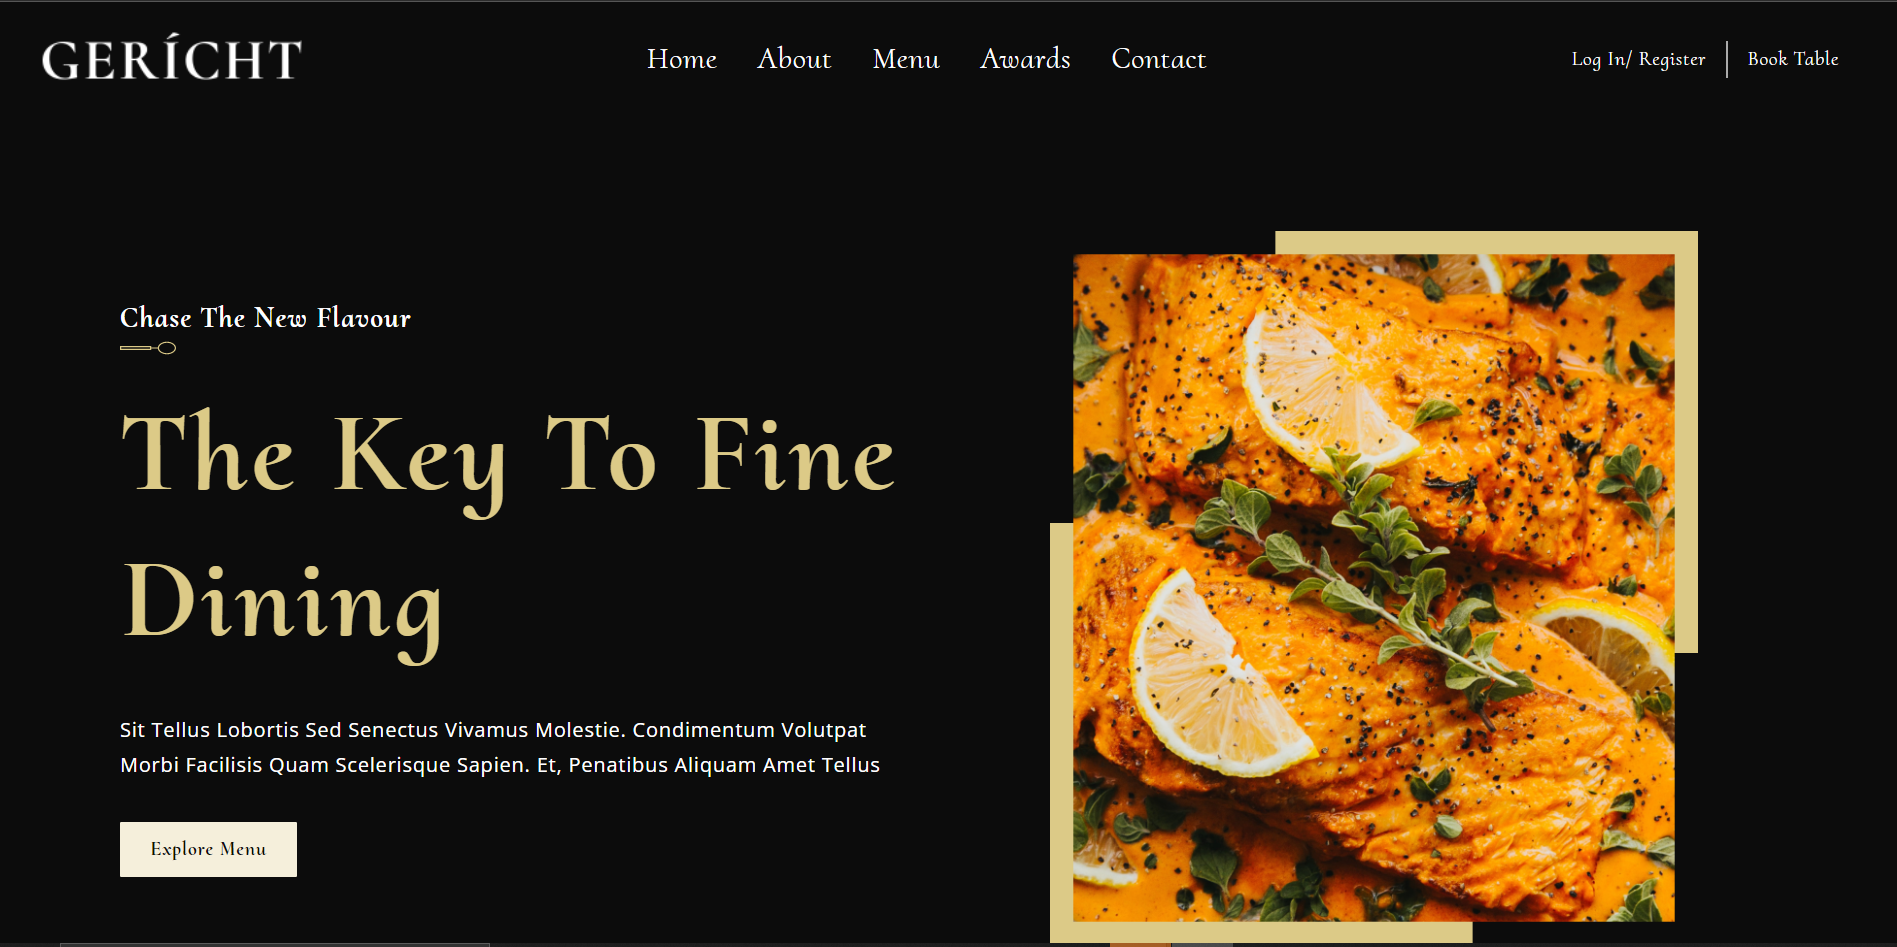 GERÍCHT
Home About Menu Awards Contact
Log In/ Register Book Table
Chase The New Flavour
The Key To Fine
Dining
Sit Tellus Lobortis Sed Senectus Vivamus Molestie. Condimentum Volutpat
Morbi Facilisis Quam Scelerisque Sapien. Et, Penatibus Aliquam Amet Tellus
Explore Menu